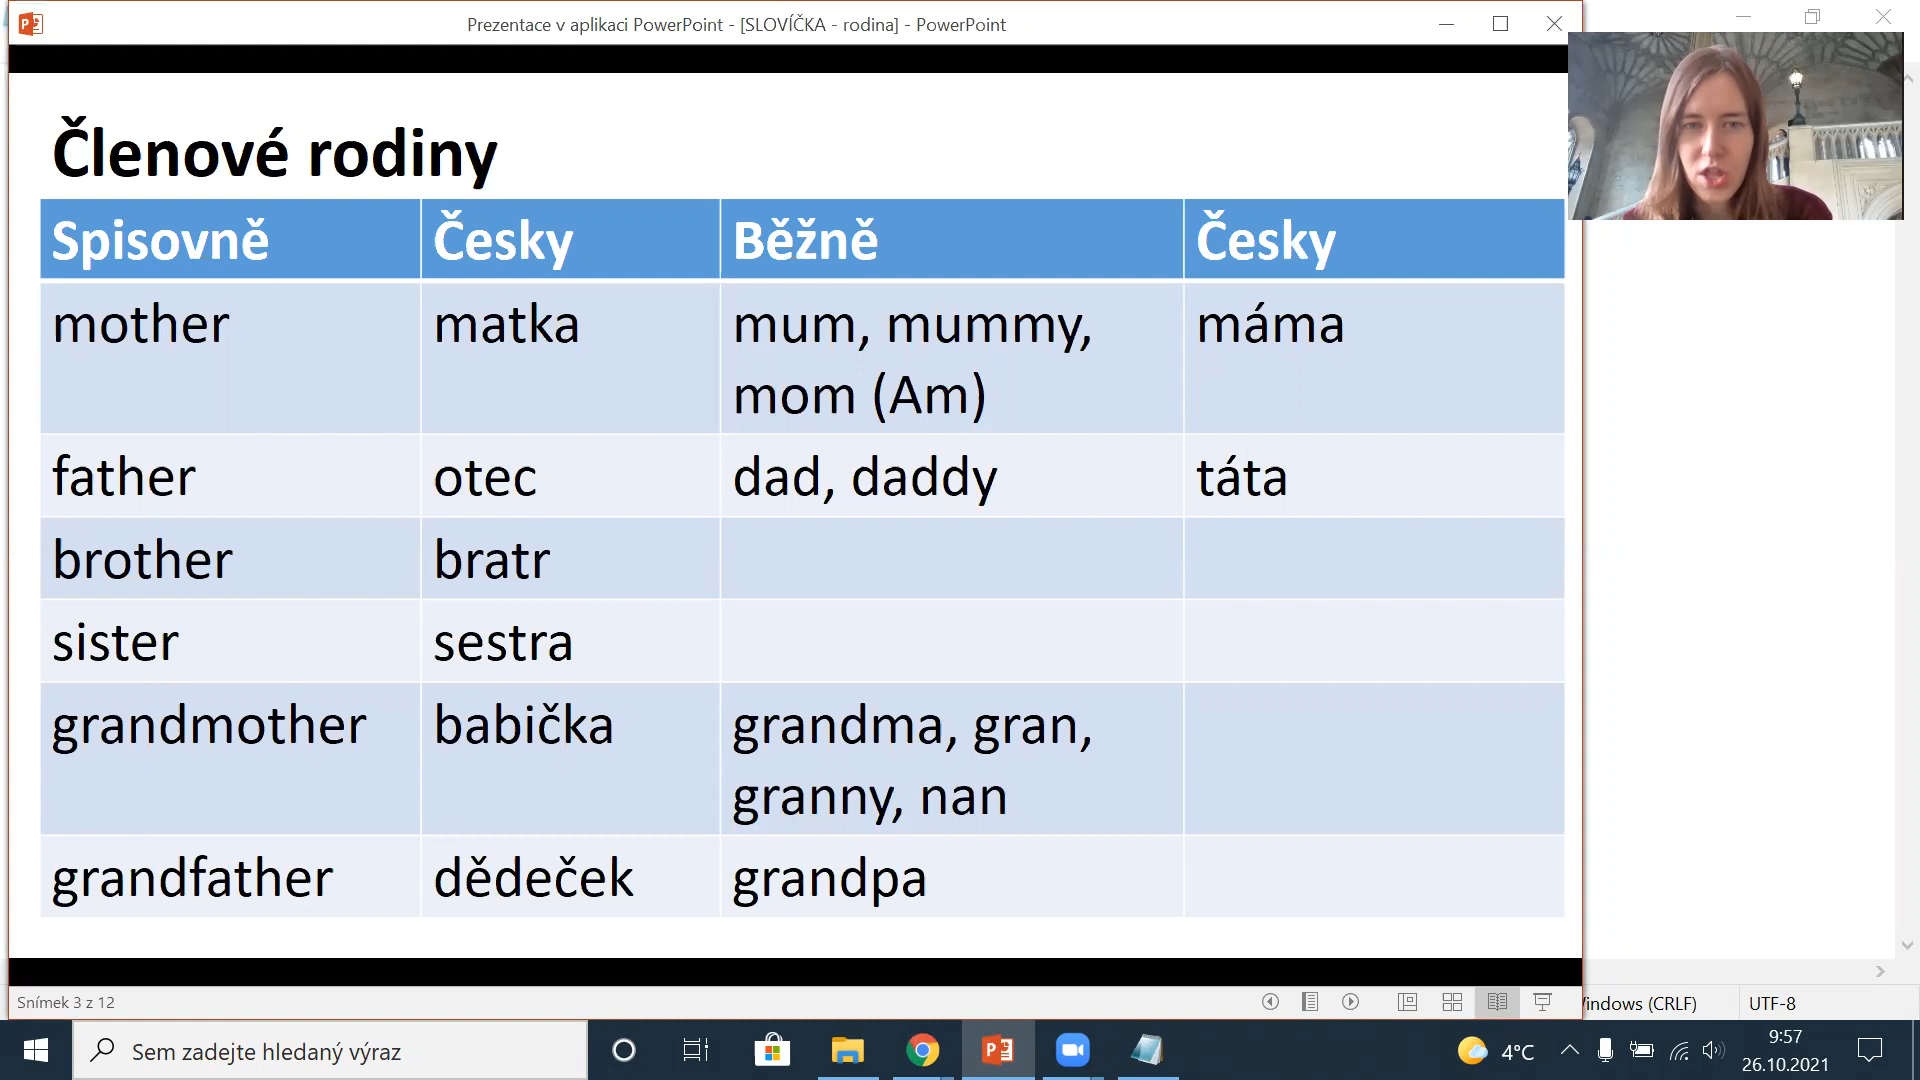 Prezentace v aplikaci PowerPoint - [SLOVÍČKA - rodina] - PowerPoint
Členové rodiny
Spisovně Česky Běžně Česky
mother matka mum, mummy, máma
mom (Am)
father otec dad, daddy táta
brother bratr
sister sestra
grandmother babička grandma, gran,
granny, nan
grandfather dědeček grandpa
Snímek 3 z 12
indows (CRLF) UTF-8
Sem zadejte hledaný výraz
4°C
9:57
26.10.2021